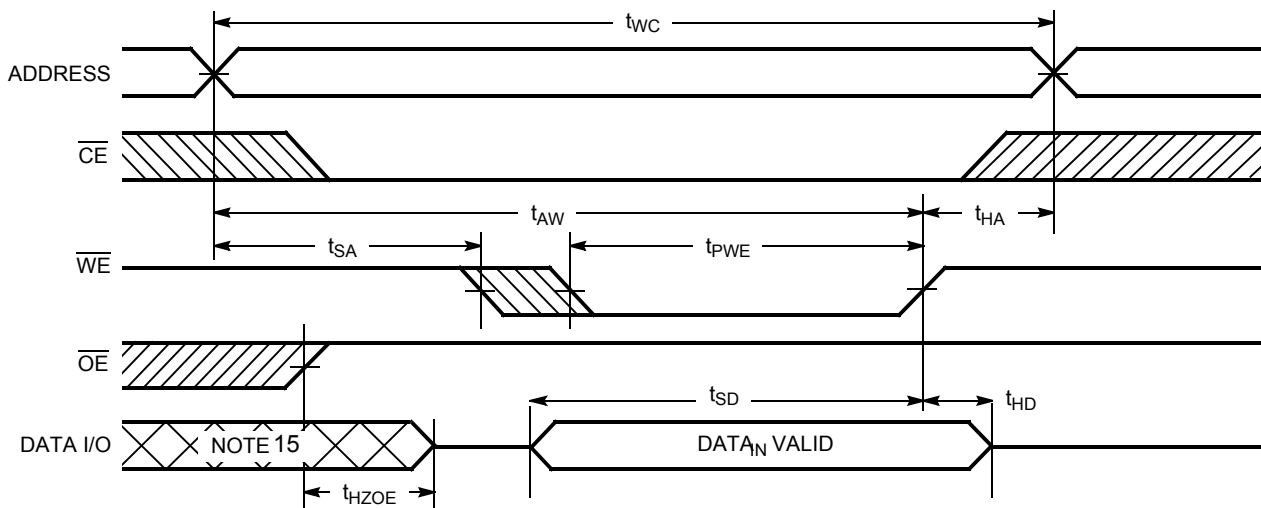 tWC
ADDRESS
CE
tAW
tHA
tSA
tPWE
WE
OE
tSD
tHD
DATA I/O
NOTE 15
DATAIN VALID
tHZOE